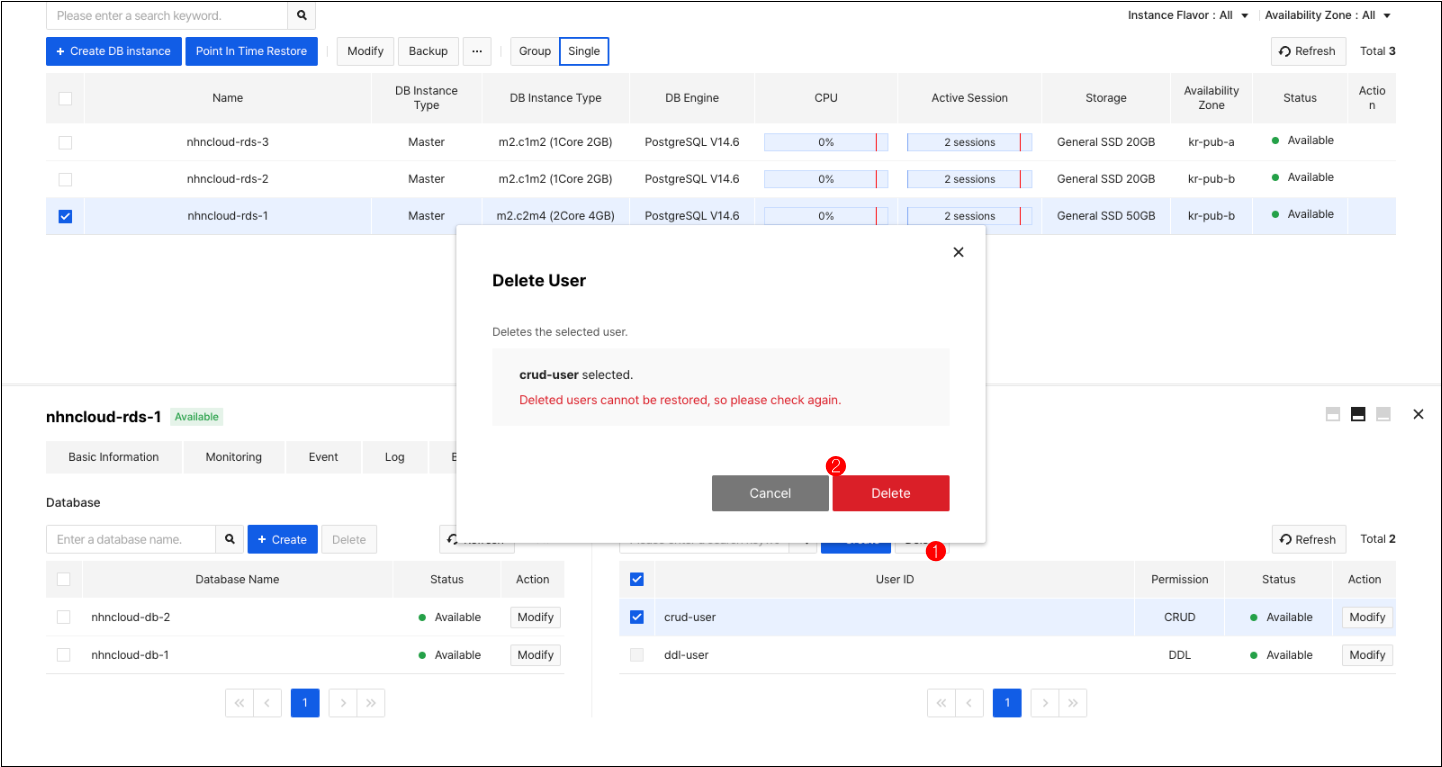 Please enter a search keyword.
Instance Flavor : All
Availability Zone : All
+ Create DB instance
Point In Time Restore
Modify
Backup
...
Group
Single
Refresh
Total 3
Name
DB Instance
Type
DB Instance Type
DB Engine
CPU
Active Session
Storage
Availability
Zone
Status
Actio
n
nhncloud-rds-3 Master m2.c1m2 (1Core 2GB) PostgreSQL V14.6 0% 2 sessions General SSD 20GB kr-pub-a Available
nhncloud-rds-2 Master m2.c1m2 (1Core 2GB) PostgreSQL V14.6 0% 2 sessions General SSD 20GB kr-pub-b Available
nhncloud-rds-1 Master m2.c2m4 (2Core 4GB) PostgreSQL V14.6 0% 2 sessions General SSD 50GB kr-pub-b Available
Delete User
Deletes the selected user.
crud-user selected.
Deleted users cannot be restored, so please check again.
2
Cancel
Delete
nhncloud-rds-1 Available
Basic Information
Monitoring
Event
Log
Database
Enter a database name.
+ Create
Delete
1
Refresh
Total 2
Database Name Status Action
nhncloud-db-2 Available Modify
nhncloud-db-1 Available Modify
1
User ID Permission Status Action
crud-user CRUD Available Modify
ddl-user DDL Available Modify
1